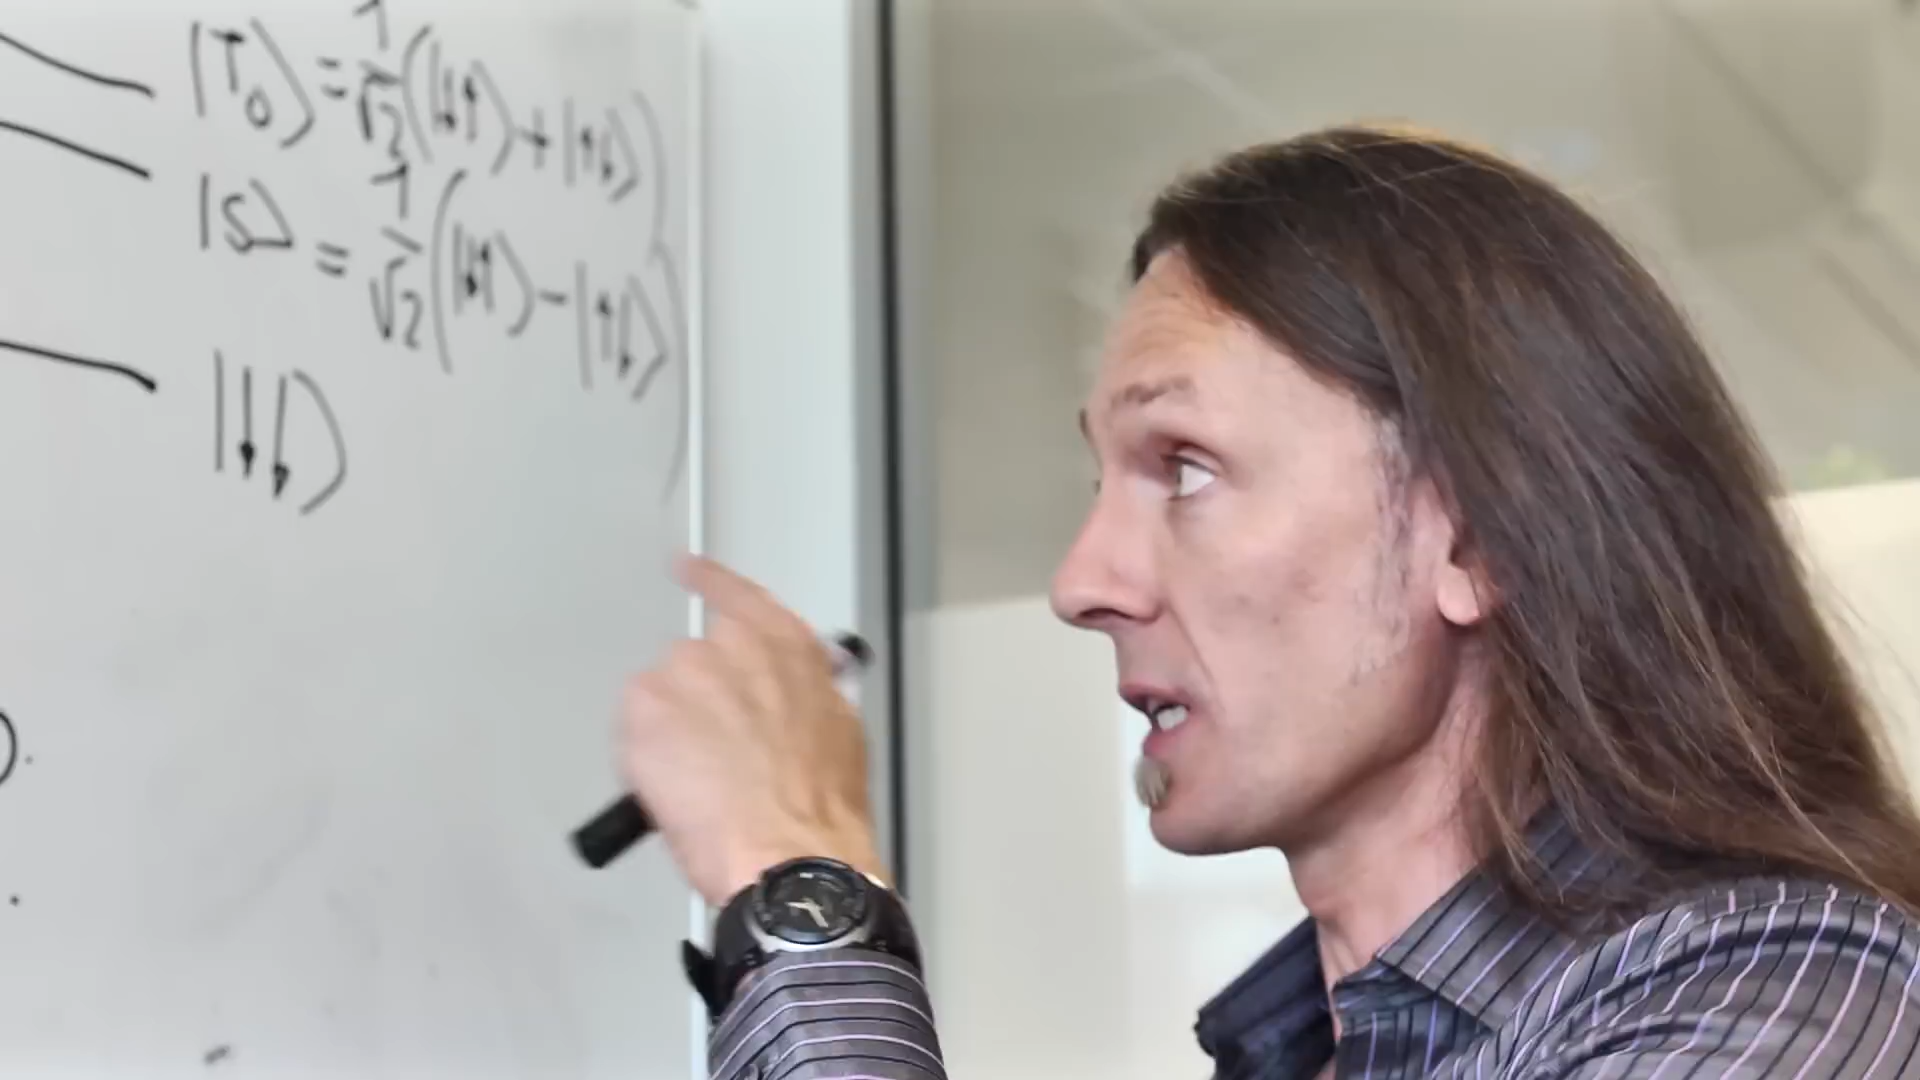 |T₀⟩ = 1/√2 (|↓↑⟩ + |↑↓⟩)
|S⟩ = 1/√2 (|↓↑⟩ − |↑↓⟩)
|↓↓⟩